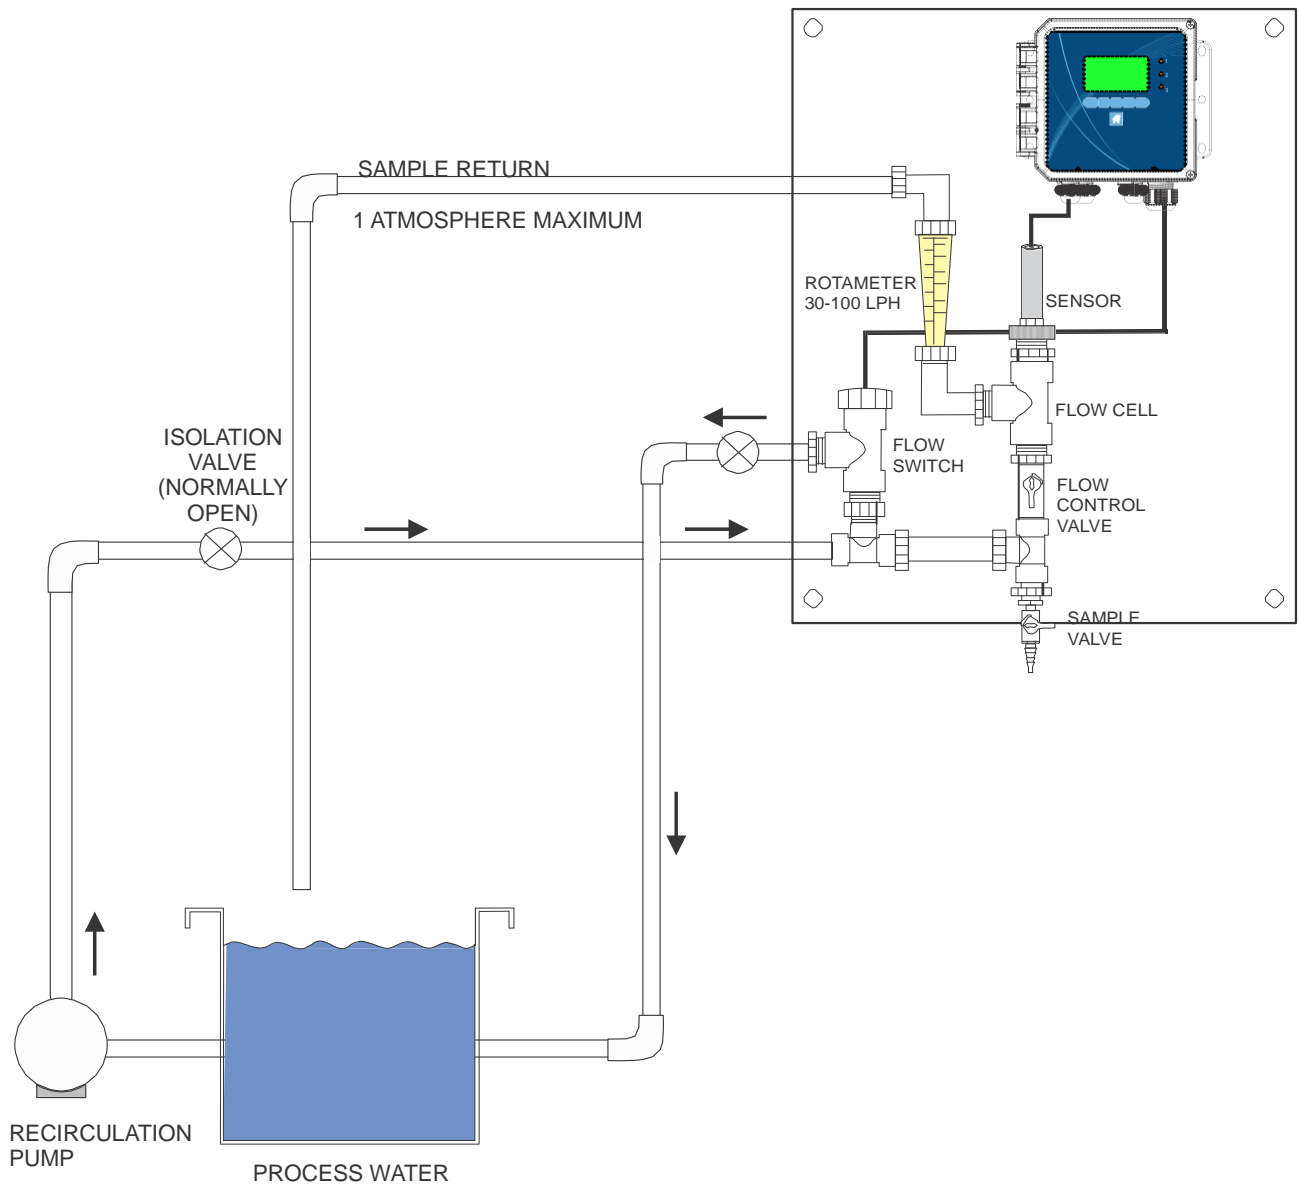 SAMPLE RETURN
1 ATMOSPHERE MAXIMUM
ROTAMETER
30-100 LPH
SENSOR
FLOW CELL
ISOLATION
VALVE
(NORMALLY
OPEN)
FLOW
SWITCH
FLOW
CONTROL
VALVE
SAMPLE
VALVE
RECIRCULATION
PUMP
PROCESS WATER